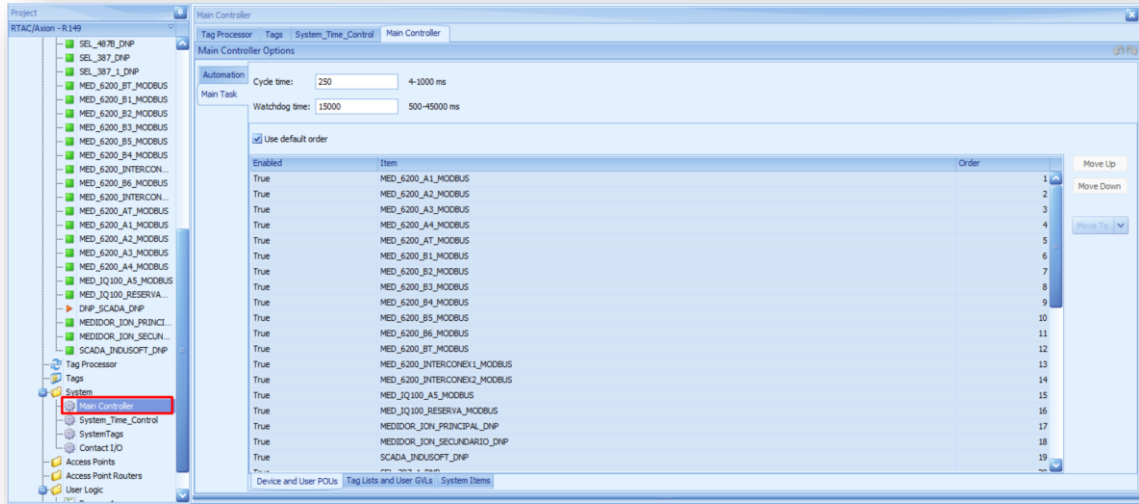 Project
RTAC/Axion - R149
SEL_487B_DNP
SEL_387_DNP
SEL_387_1_DNP
MED_6200_BT_MODBUS
MED_6200_B1_MODBUS
MED_6200_B2_MODBUS
MED_6200_B3_MODBUS
MED_6200_B5_MODBUS
MED_6200_B4_MODBUS
MED_6200_INTERCON...
MED_6200_B6_MODBUS
MED_6200_INTERCON...
MED_6200_AT_MODBUS
MED_6200_A1_MODBUS
MED_6200_A2_MODBUS
MED_6200_A3_MODBUS
MED_6200_A4_MODBUS
MED_IQ100_A5_MODBUS
MED_IQ100_RESERVA...
DNP_SCADA_DNP
MEDIDOR_ION_PRINCI...
MEDIDOR_ION_SECUN...
SCADA_INDUSOFT_DNP
Tag Processor
Tags
System
Main Controller
System_Time_Control
SystemTags
Contact I/O
Access Points
Access Point Routers
User Logic
Main Controller
Tag Processor Tags System_Time_Control Main Controller
Main Controller Options
Automation
Main Task
Cycle time: 250 4-1000 ms
Watchdog time: 15000 500-45000 ms
Use default order
Enabled Item Order
True MED_6200_A1_MODBUS 1
True MED_6200_A2_MODBUS 2
True MED_6200_A3_MODBUS 3
True MED_6200_A4_MODBUS 4
True MED_6200_AT_MODBUS 5
True MED_6200_B1_MODBUS 6
True MED_6200_B2_MODBUS 7
True MED_6200_B3_MODBUS 8
True MED_6200_B4_MODBUS 9
True MED_6200_B5_MODBUS 10
True MED_6200_B6_MODBUS 11
True MED_6200_BT_MODBUS 12
True MED_6200_INTERCONEX1_MODBUS 13
True MED_6200_INTERCONEX2_MODBUS 14
True MED_IQ100_A5_MODBUS 15
True MED_IQ100_RESERVA_MODBUS 16
True MEDIDOR_ION_PRINCIPAL_DNP 17
True MEDIDOR_ION_SECUNDARIO_DNP 18
True SCADA_INDUSOFT_DNP 19
Move Up
Move Down
Move To
Device and User POUs Tag Lists and User GVLs System Items